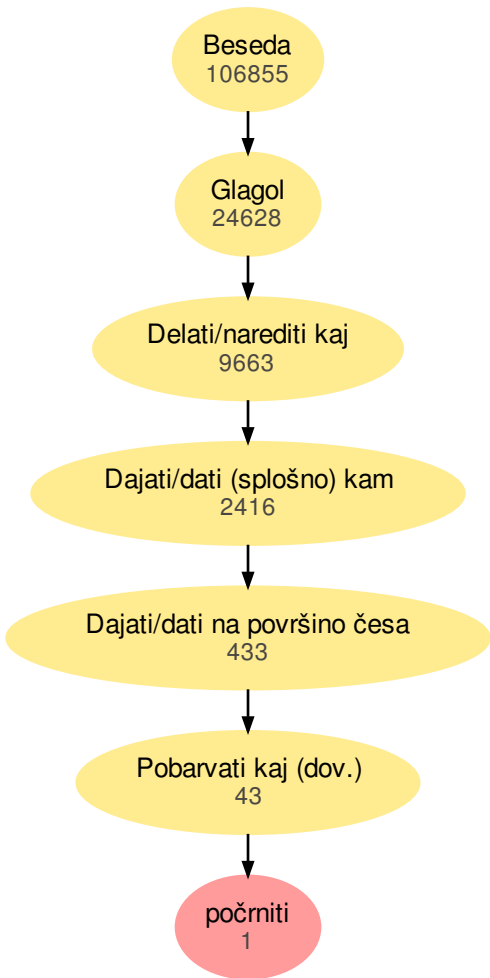 Beseda
106855
Glagol
24628
Delati/narediti kaj
9663
Dajati/dati (splošno) kam
2416
Dajati/dati na površino česa
433
Pobarvati kaj (dov.)
43
počrniti
1